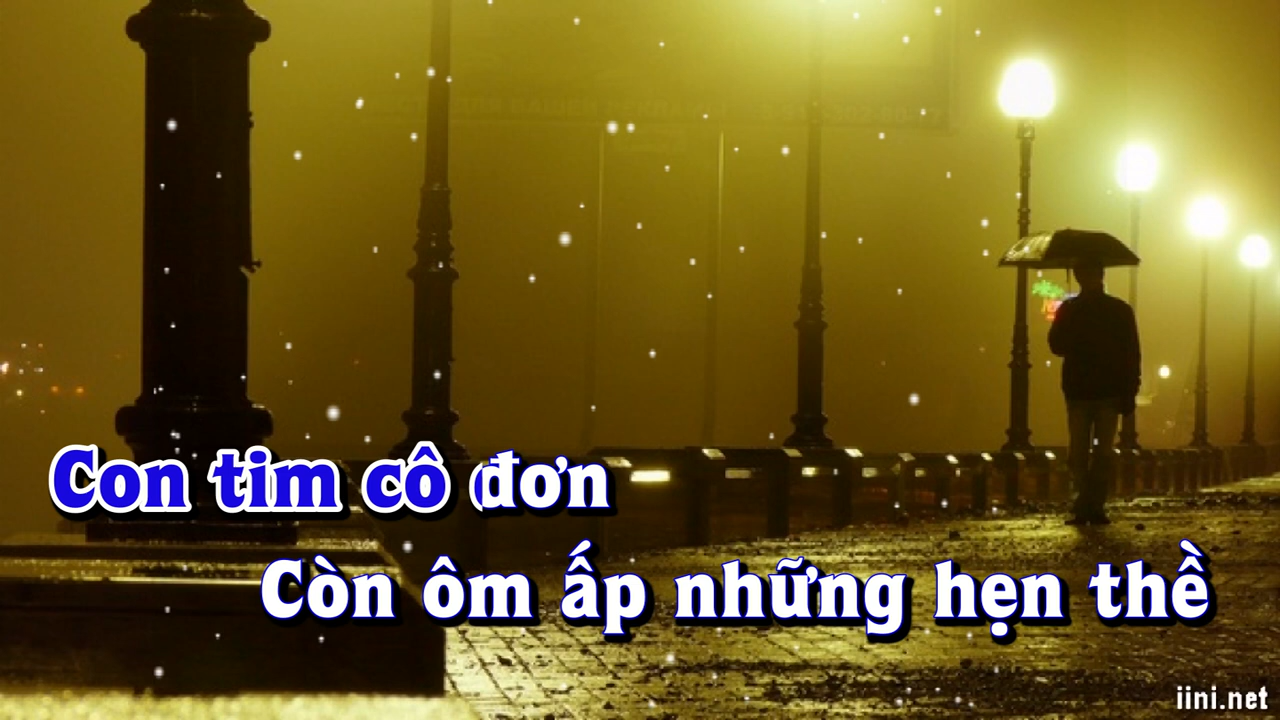 Con tim cô đơn
Còn ôm ấp những hẹn thề
iini.net